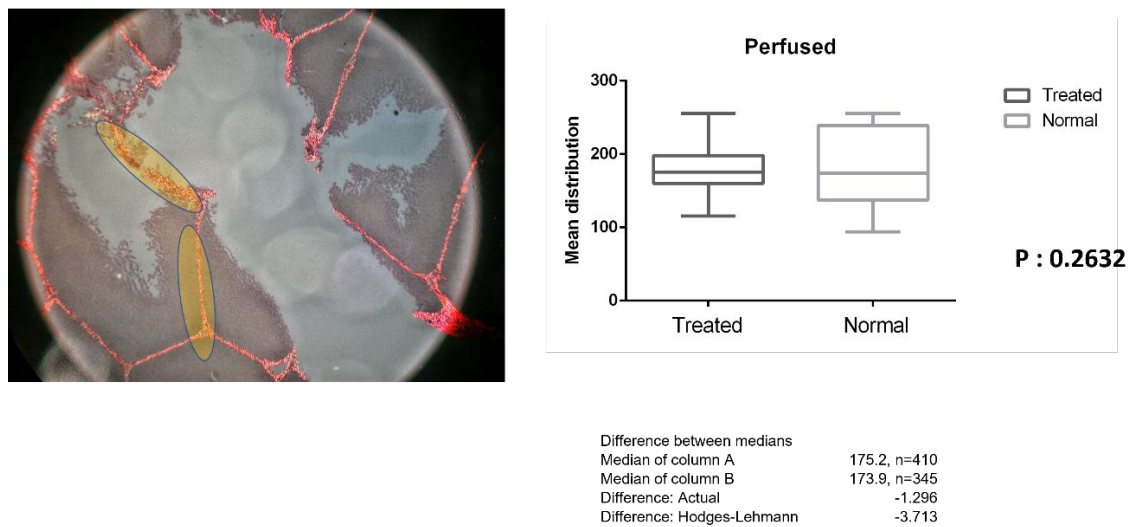 Perfused
300
200
100
0
Mean distribution
Treated
Normal
Treated
Normal
P : 0.2632
Difference between medians
Median of column A 175.2, n=410
Median of column B 173.9, n=345
Difference: Actual -1.296
Difference: Hodges-Lehmann -3.713